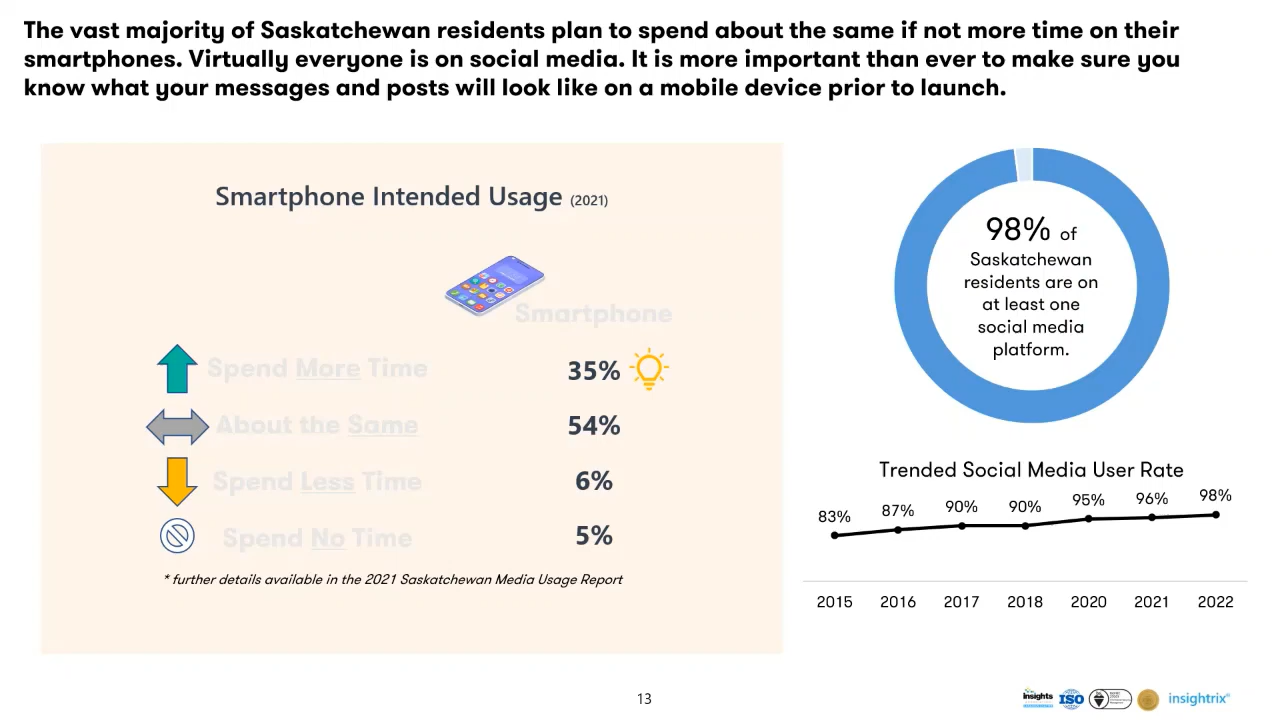 The vast majority of Saskatchewan residents plan to spend about the same if not more time on their
smartphones. Virtually everyone is on social media. It is more important than ever to make sure you
know what your messages and posts will look like on a mobile device prior to launch.
Smartphone Intended Usage (2021)
Smartphone
Spend More Time 35%
About the Same 54%
Spend Less Time 6%
Spend No Time 5%
* further details available in the 2021 Saskatchewan Media Usage Report
98% of
Saskatchewan
residents are on
at least one
social media
platform.
Trended Social Media User Rate
83% 87% 90% 90% 95% 96% 98%
2015 2016 2017 2018 2020 2021 2022
13
Insights
ISO
insightrix®